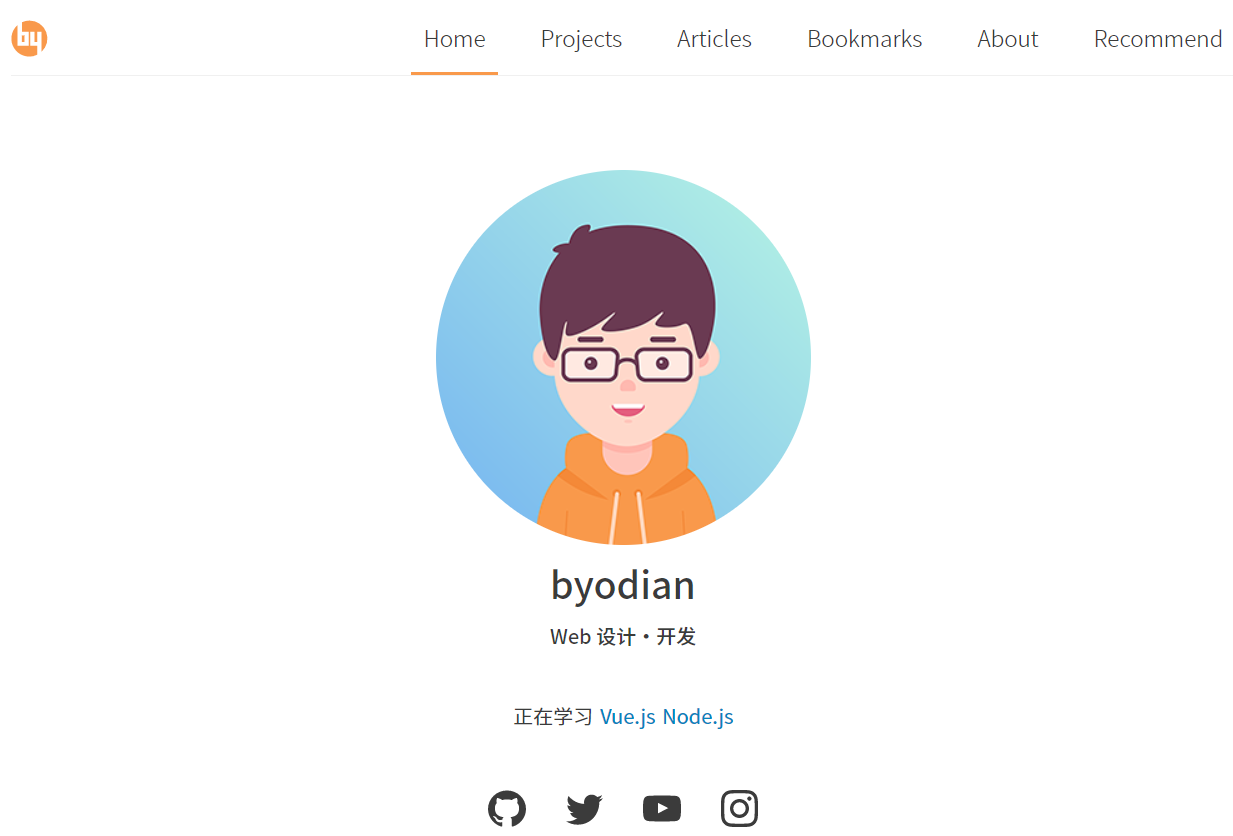 by
Home Projects Articles Bookmarks About Recommend
byodian
Web 设计·开发
正在学习 Vue.js Node.js